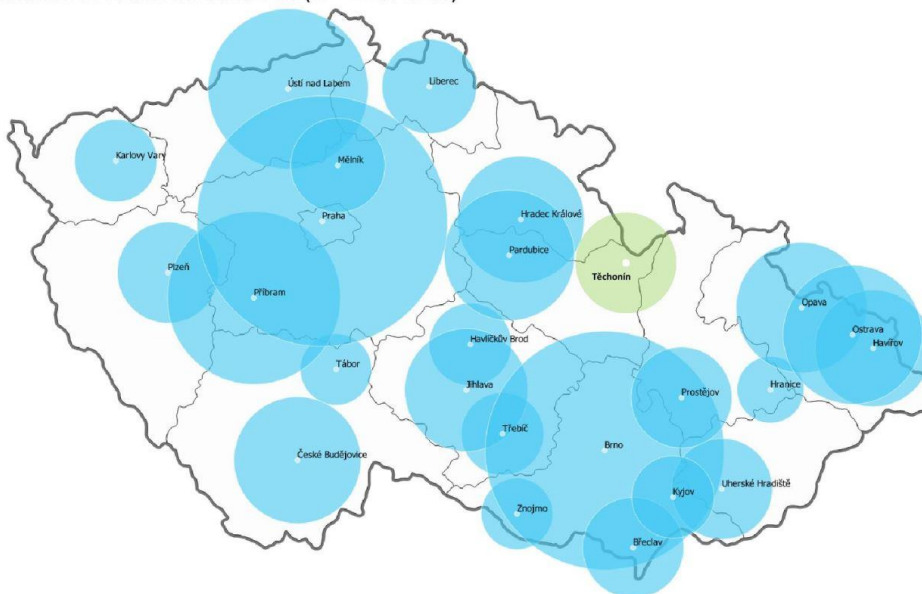 Ústí nad Labem
Liberec
Karlovy Vary
Mělník
Praha
Hradec Králové
Pardubice
Těchonín
Plzeň
Příbram
Opava
Ostrava
Havířov
Havlíčkův Brod
Tábor
Jihlava
Hranice
Prostějov
Třebíč
Brno
České Budějovice
Uherské Hradiště
Kyjov
Znojmo
Břeclav